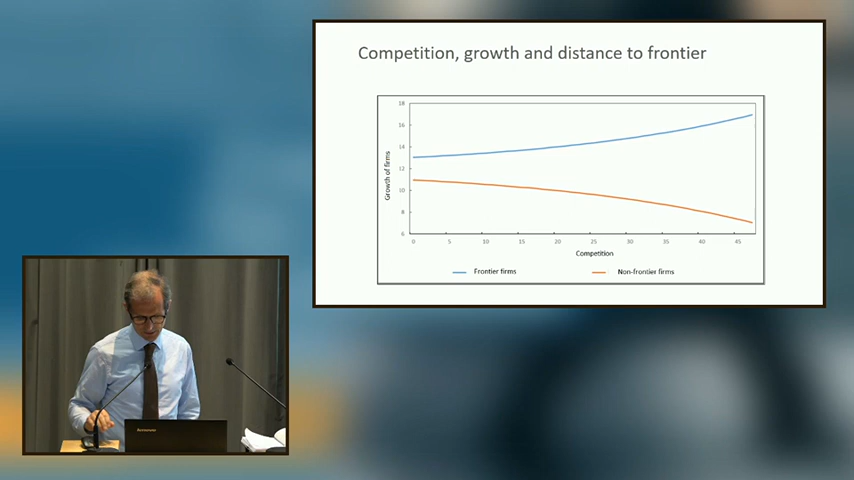 Competition, growth and distance to frontier
Growth of firms
18
16
14
12
10
8
6
0 5 10 15 20 25 30 35 40 45
Competition
Frontier firms Non-frontier firms
lenovo